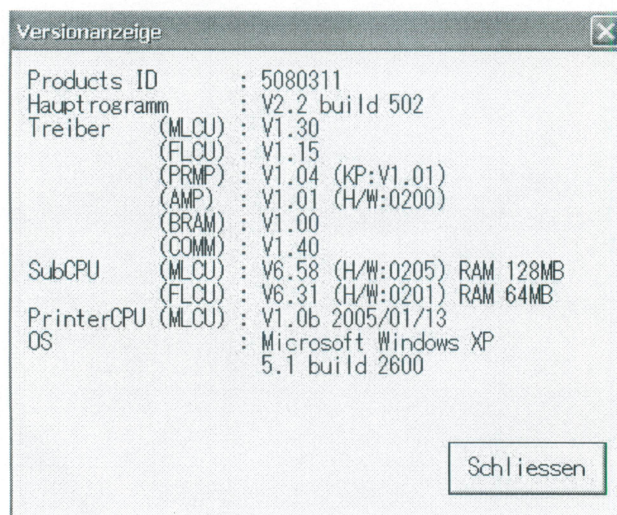 Versionanzeige
Products ID : 5080311
Hauptrogramm : V2.2 build 502
Treiber (MLCU) : V1.30
(FLCU) : V1.15
(PRMP) : V1.04 (KP:V1.01)
(AMP) : V1.01 (H/W:0200)
(BRAM) : V1.00
(COMM) : V1.40
SubCPU (MLCU) : V6.58 (H/W:0205) RAM 128MB
(FLCU) : V6.31 (H/W:0201) RAM 64MB
PrinterCPU (MLCU) : V1.0b 2005/01/13
OS : Microsoft Windows XP
5.1 build 2600
Schliessen